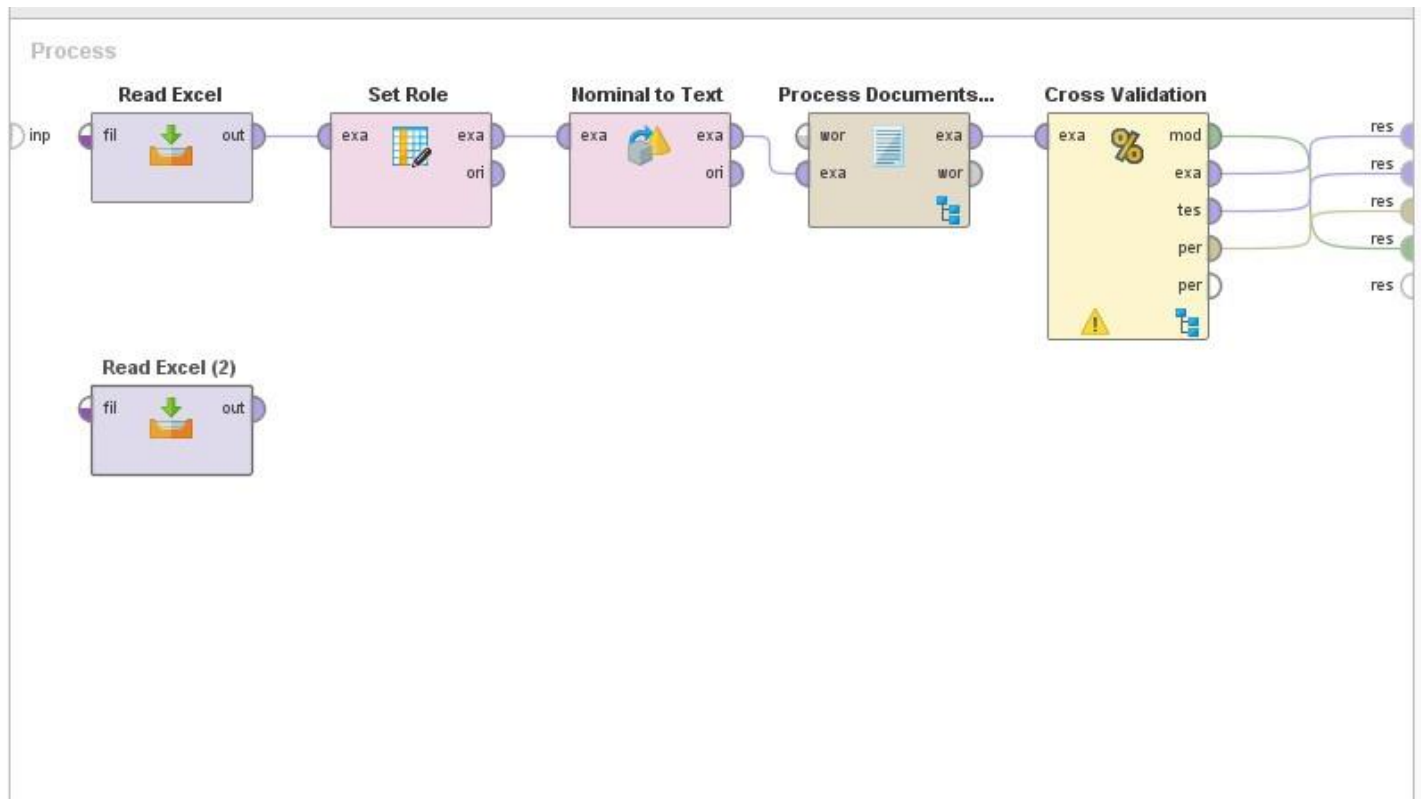 Process
Read Excel
Set Role
Nominal to Text
Process Documents...
Cross Validation
inp
fil
out
exa
exa
ori
exa
exa
ori
wor
exa
exa
wor
exa
mod
exa
tes
per
per
res
res
res
res
res
Read Excel (2)
fil
out